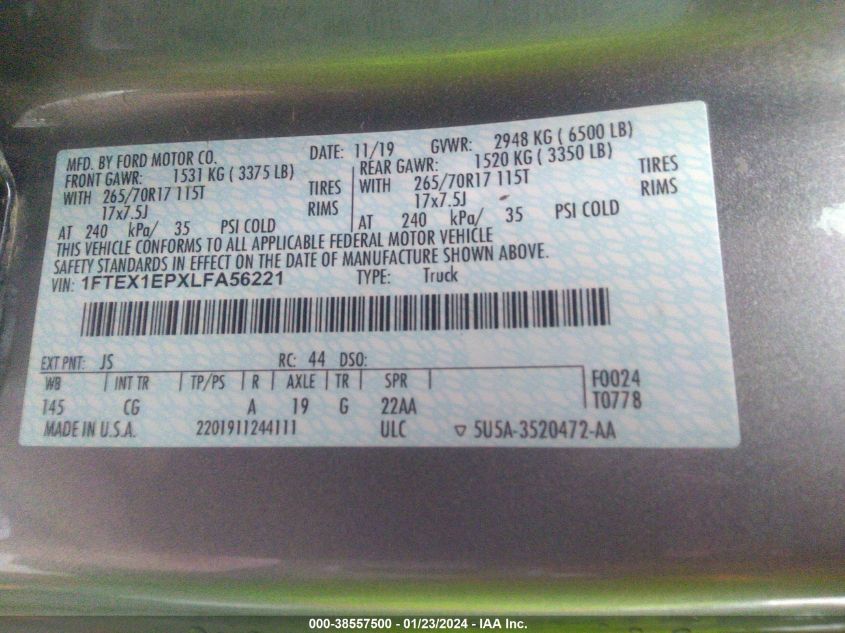 MFD. BY FORD MOTOR CO. DATE: 11/19 GVWR: 2948 KG ( 6500 LB)
FRONT GAWR: 1531 KG ( 3375 LB) REAR GAWR: 1520 KG ( 3350 LB)
WITH 265/70R17 115T TIRES WITH 265/70R17 115T TIRES
17x7.5J RIMS 17x7.5J RIMS
AT 240 kPa/ 35 PSI COLD AT 240 kPa/ 35 PSI COLD
THIS VEHICLE CONFORMS TO ALL APPLICABLE FEDERAL MOTOR VEHICLE
SAFETY STANDARDS IN EFFECT ON THE DATE OF MANUFACTURE SHOWN ABOVE.
VIN: 1FTEX1EPXLFA56221 TYPE: Truck
EXT PNT: JS RC: 44 DSO:
WB INT TR TP/PS R AXLE TR SPR F0024
145 CG A 19 G 22AA T0778
MADE IN U.S.A. 2201911244111 ULC ▽ 5U5A-3520472-AA
000-38557500 - 01/23/2024 - IAA Inc.